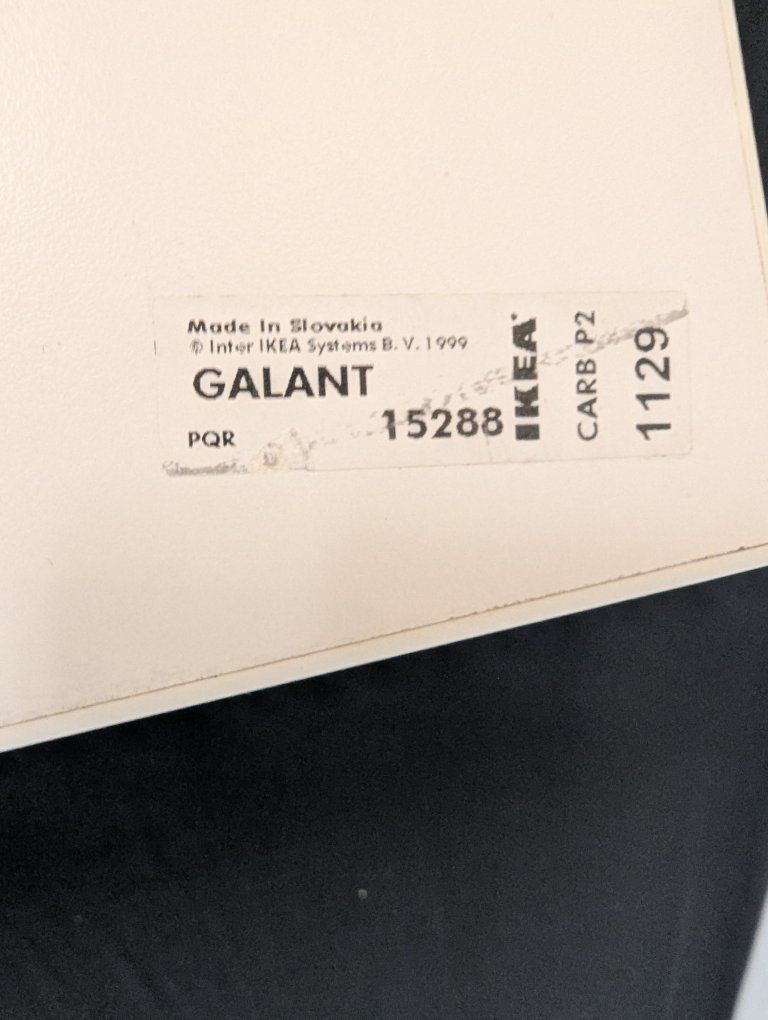 Made in Slovakia
© Inter IKEA Systems B. V. 1999
GALANT
PQR
15288
IKEA
CARB P2
1129